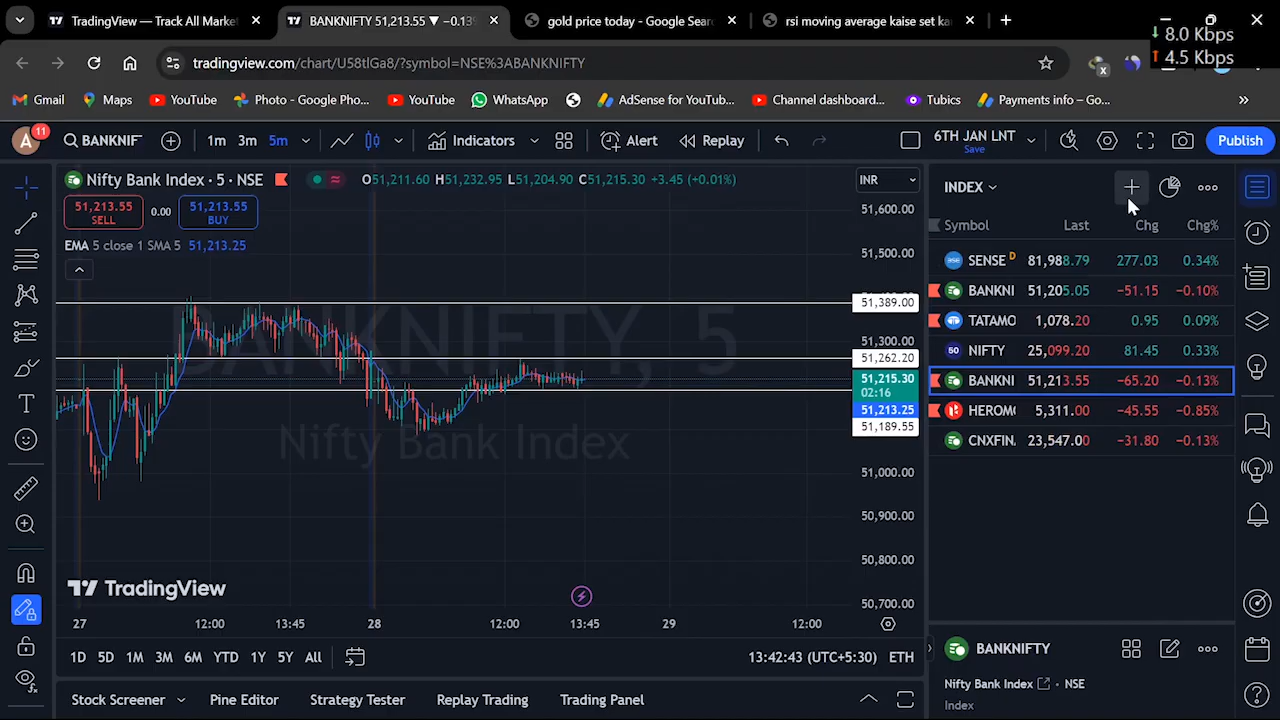 TradingView — Track All Market
BANKNIFTY 51,213.55 ▼ −0.13
gold price today - Google Sear
rsi moving average kaise set ka
8.0 Kbps
4.5 Kbps
tradingview.com/chart/U58tlGa8/?symbol=NSE%3ABANKNIFTY
Gmail
Maps
YouTube
Photo - Google Pho...
YouTube
WhatsApp
AdSense for YouTub...
Channel dashboard...
Tubics
Payments info – Go...
A 11
BANKNIF
1m 3m 5m
Indicators
Alert
Replay
6TH JAN LNT
Save
Publish
Nifty Bank Index · 5 · NSE
O51,211.60 H51,232.95 L51,204.90 C51,215.30 +3.45 (+0.01%)
INR
51,213.55
SELL
0.00
51,213.55
BUY
EMA 5 close 1 SMA 5 51,213.25
BANKNIFTY, 5
Nifty Bank Index
51,600.00
51,500.00
51,389.00
51,300.00
51,262.20
51,215.30
02:16
51,213.25
51,189.55
51,000.00
50,900.00
50,800.00
50,700.00
TradingView
27 12:00 13:45 28 12:00 13:45 29 12:00
1D 5D 1M 3M 6M YTD 1Y 5Y All
13:42:43 (UTC+5:30) ETH
Stock Screener
Pine Editor
Strategy Tester
Replay Trading
Trading Panel
INDEX
Symbol Last Chg Chg%
SENSE D 81,988.79 277.03 0.34%
BANKNI 51,205.05 −51.15 −0.10%
TATAMO 1,078.20 0.95 0.09%
50 NIFTY 25,099.20 81.45 0.33%
BANKNI 51,213.55 −65.20 −0.13%
HEROMO 5,311.00 −45.55 −0.85%
CNXFIN 23,547.00 −31.80 −0.13%
BANKNIFTY
Nifty Bank Index · NSE
Index